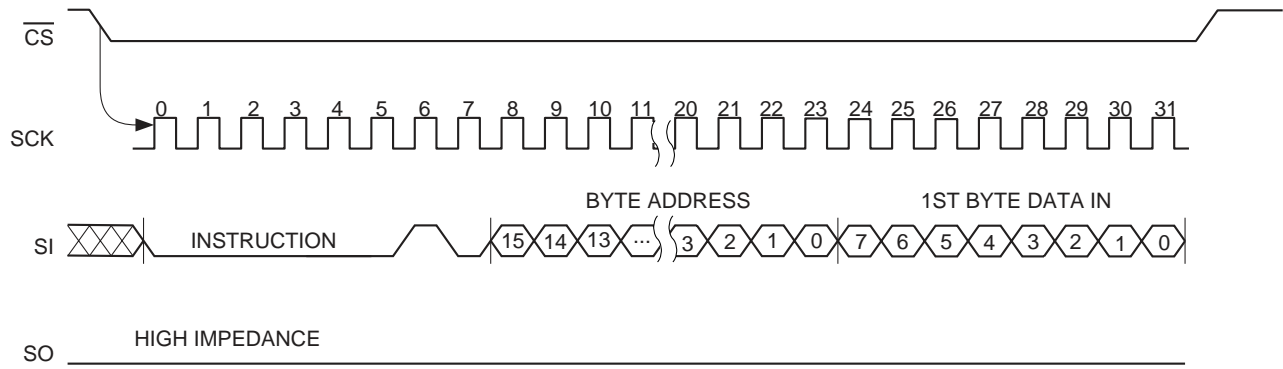 CS
0 1 2 3 4 5 6 7 8 9 10 11 20 21 22 23 24 25 26 27 28 29 30 31
SCK
BYTE ADDRESS 1ST BYTE DATA IN
SI INSTRUCTION 15 14 13 ... 3 2 1 0 7 6 5 4 3 2 1 0
HIGH IMPEDANCE
SO